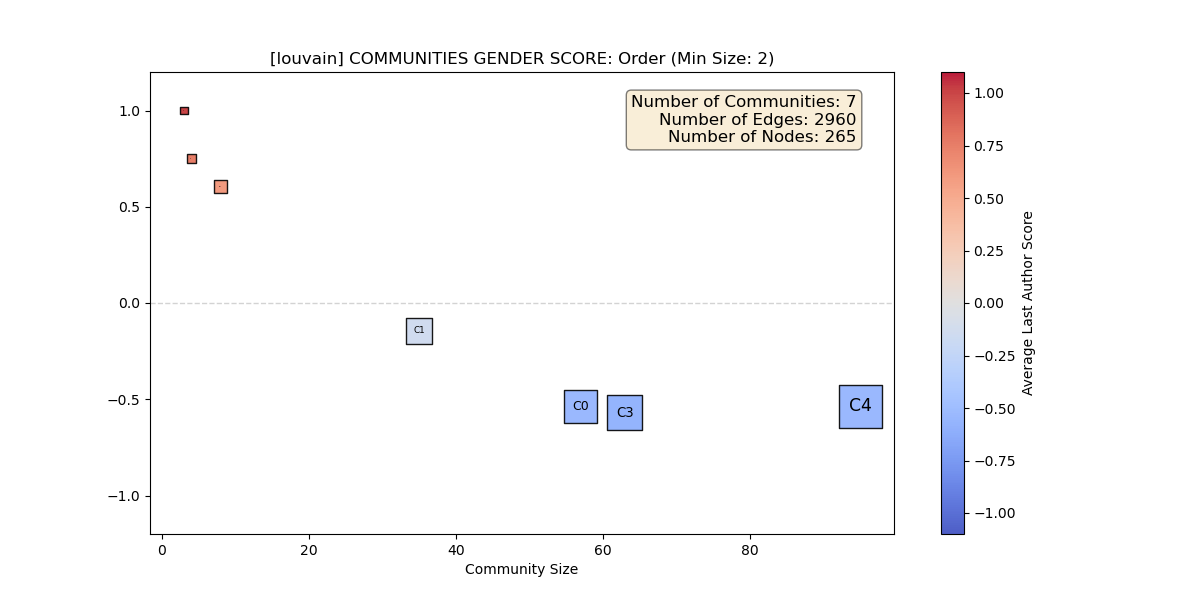 [louvain] COMMUNITIES GENDER SCORE: Order (Min Size: 2)
Number of Communities: 7
Number of Edges: 2960
Number of Nodes: 265
1.0
0.5
0.0
−0.5
−1.0
C1
C0
C3
C4
0
20
40
60
80
Community Size
1.00
0.75
0.50
0.25
0.00
−0.25
−0.50
−0.75
−1.00
Average Last Author Score